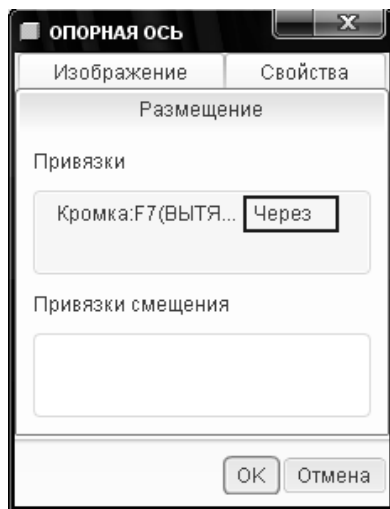 ОПОРНАЯ ОСЬ
Изображение Свойства
Размещение
Привязки
Кромка:F7(ВЫТЯ... Через
Привязки смещения
OK Отмена